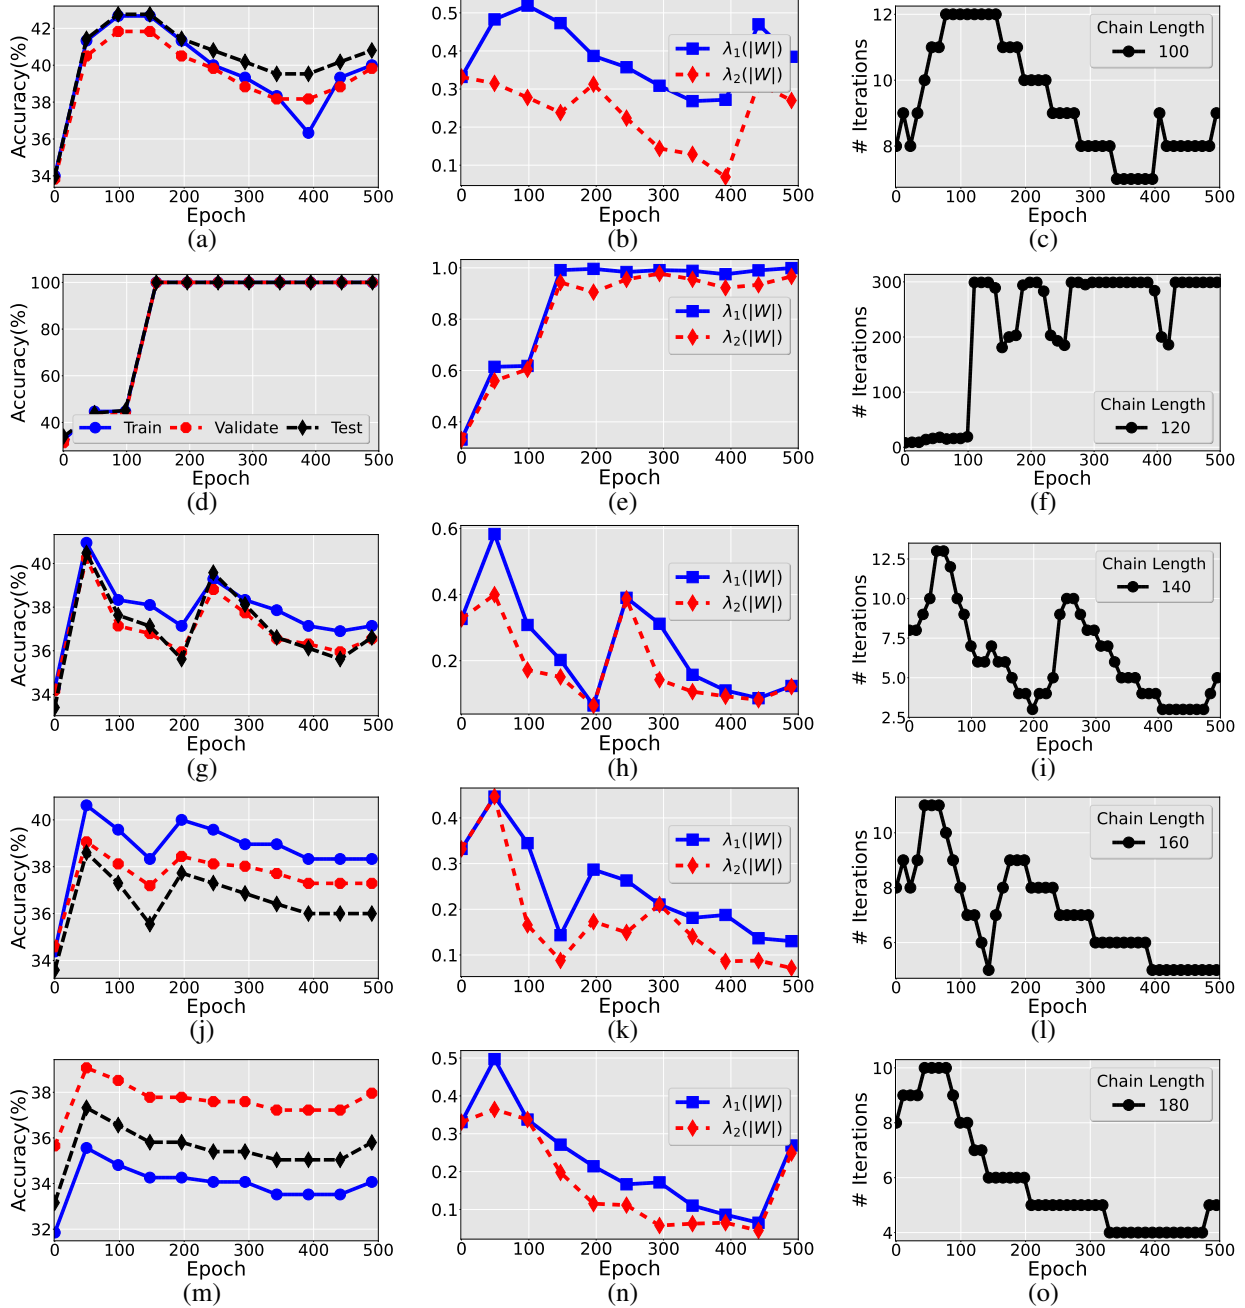 Accuracy(%)
42
40
38
36
34
0 100 200 300 400 500
Epoch
(a)
0.5
0.4
0.3
0.2
0.1
λ₁(|W|)
λ₂(|W|)
0 100 200 300 400 500
Epoch
(b)
# Iterations
12
10
8
Chain Length
100
0 100 200 300 400 500
Epoch
(c)
Accuracy(%)
100
80
60
40
Train Validate Test
0 100 200 300 400 500
Epoch
(d)
1.0
0.8
0.6
0.4
λ₁(|W|)
λ₂(|W|)
0 100 200 300 400 500
Epoch
(e)
# Iterations
300
200
100
0
Chain Length
120
0 100 200 300 400 500
Epoch
(f)
Accuracy(%)
40
38
36
34
0 100 200 300 400 500
Epoch
(g)
0.6
0.4
0.2
λ₁(|W|)
λ₂(|W|)
0 100 200 300 400 500
Epoch
(h)
# Iterations
12.5
10.0
7.5
5.0
2.5
Chain Length
140
0 100 200 300 400 500
Epoch
(i)
Accuracy(%)
40
38
36
34
0 100 200 300 400 500
Epoch
(j)
0.4
0.3
0.2
0.1
λ₁(|W|)
λ₂(|W|)
0 100 200 300 400 500
Epoch
(k)
# Iterations
10
8
6
Chain Length
160
0 100 200 300 400 500
Epoch
(l)
Accuracy(%)
38
36
34
32
0 100 200 300 400 500
Epoch
(m)
0.5
0.4
0.3
0.2
0.1
λ₁(|W|)
λ₂(|W|)
0 100 200 300 400 500
Epoch
(n)
# Iterations
10
8
6
4
Chain Length
180
0 100 200 300 400 500
Epoch
(o)